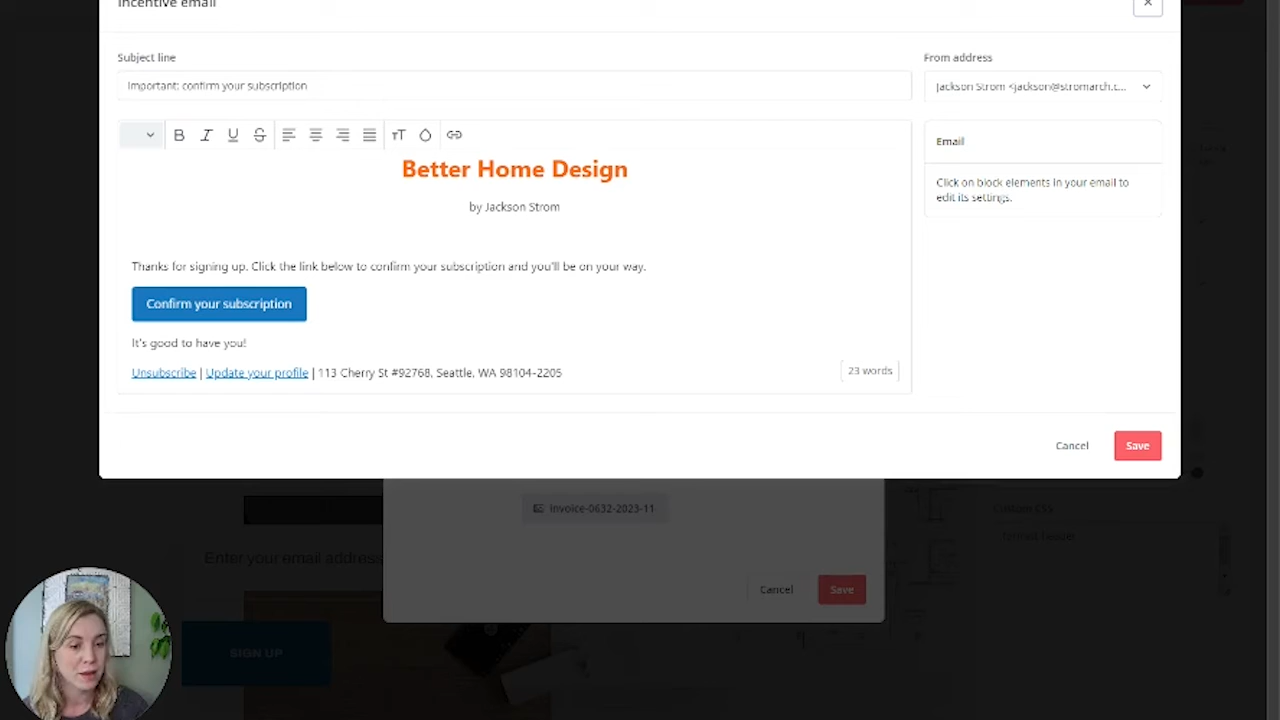 Incentive email
Subject line
From address
Important: confirm your subscription
Jackson Strom <jackson@stromarch.c...
B I U S
TT
Better Home Design
Email
by Jackson Strom
Click on block elements in your email to
edit its settings.
Thanks for signing up. Click the link below to confirm your subscription and you'll be on your way.
Confirm your subscription
It's good to have you!
Unsubscribe | Update your profile | 113 Cherry St #92768, Seattle, WA 98104-2205
23 words
Cancel
Save
invoice-0632-2023-11
Custom CSS
Enter your email address
Cancel
Save
SIGN UP